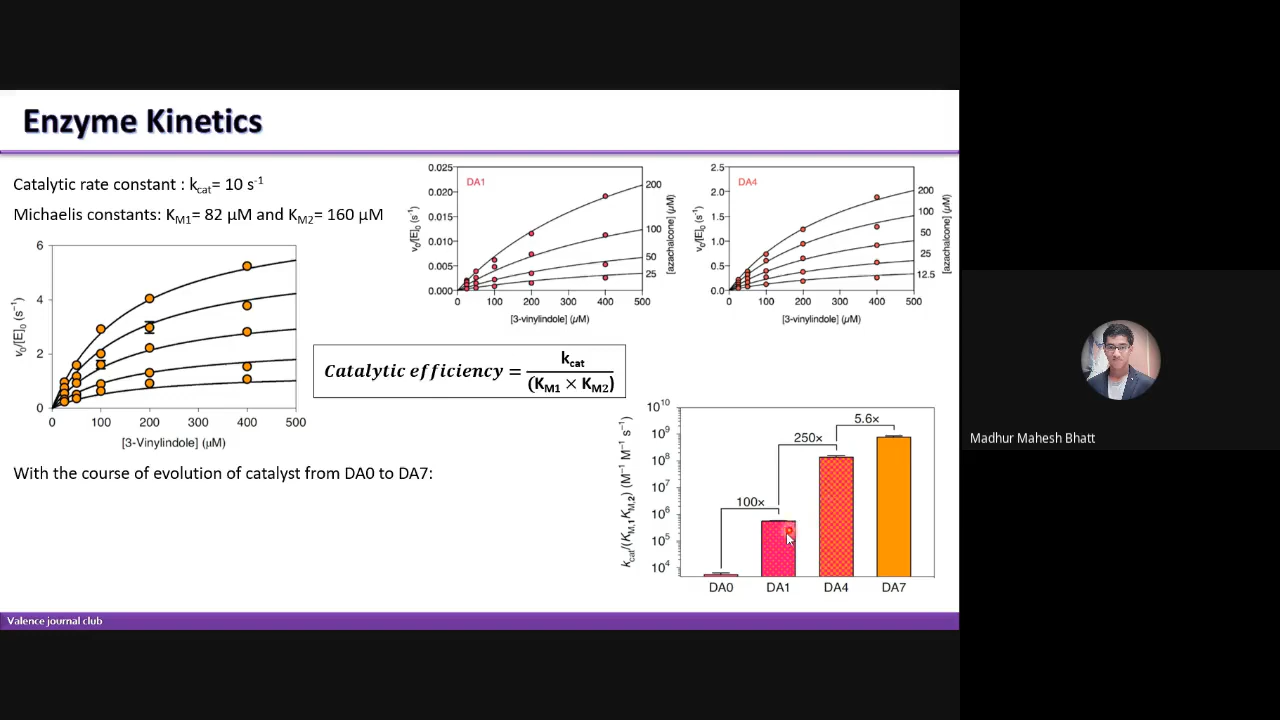 Enzyme Kinetics
Catalytic rate constant : kcat= 10 s-1
Michaelis constants: KM1= 82 µM and KM2= 160 µM
6
4
2
0
v0/[E]0 (s−1)
0 100 200 300 400 500
[3-Vinylindole] (µM)
DA1
0.025
0.020
0.015
0.010
0.005
0.000
v0/[E]0 (s−1)
0 100 200 300 400 500
[3-vinylindole] (µM)
200
100
50
25
[azachalcone] (µM)
DA4
2.5
2.0
1.5
1.0
0.5
0.0
v0/[E]0 (s−1)
0 100 200 300 400 500
[3-vinylindole] (µM)
200
100
50
25
12.5
[azachalcone] (µM)
Catalytic efficiency = kcat
(KM1 × KM2)
With the course of evolution of catalyst from DA0 to DA7:
kcat/(KM,1KM,2) (M−1 M−1 s−1)
10^10
10^9
10^8
10^7
10^6
10^5
10^4
100×
250×
5.6×
DA0 DA1 DA4 DA7
Valence journal club
Madhur Mahesh Bhatt